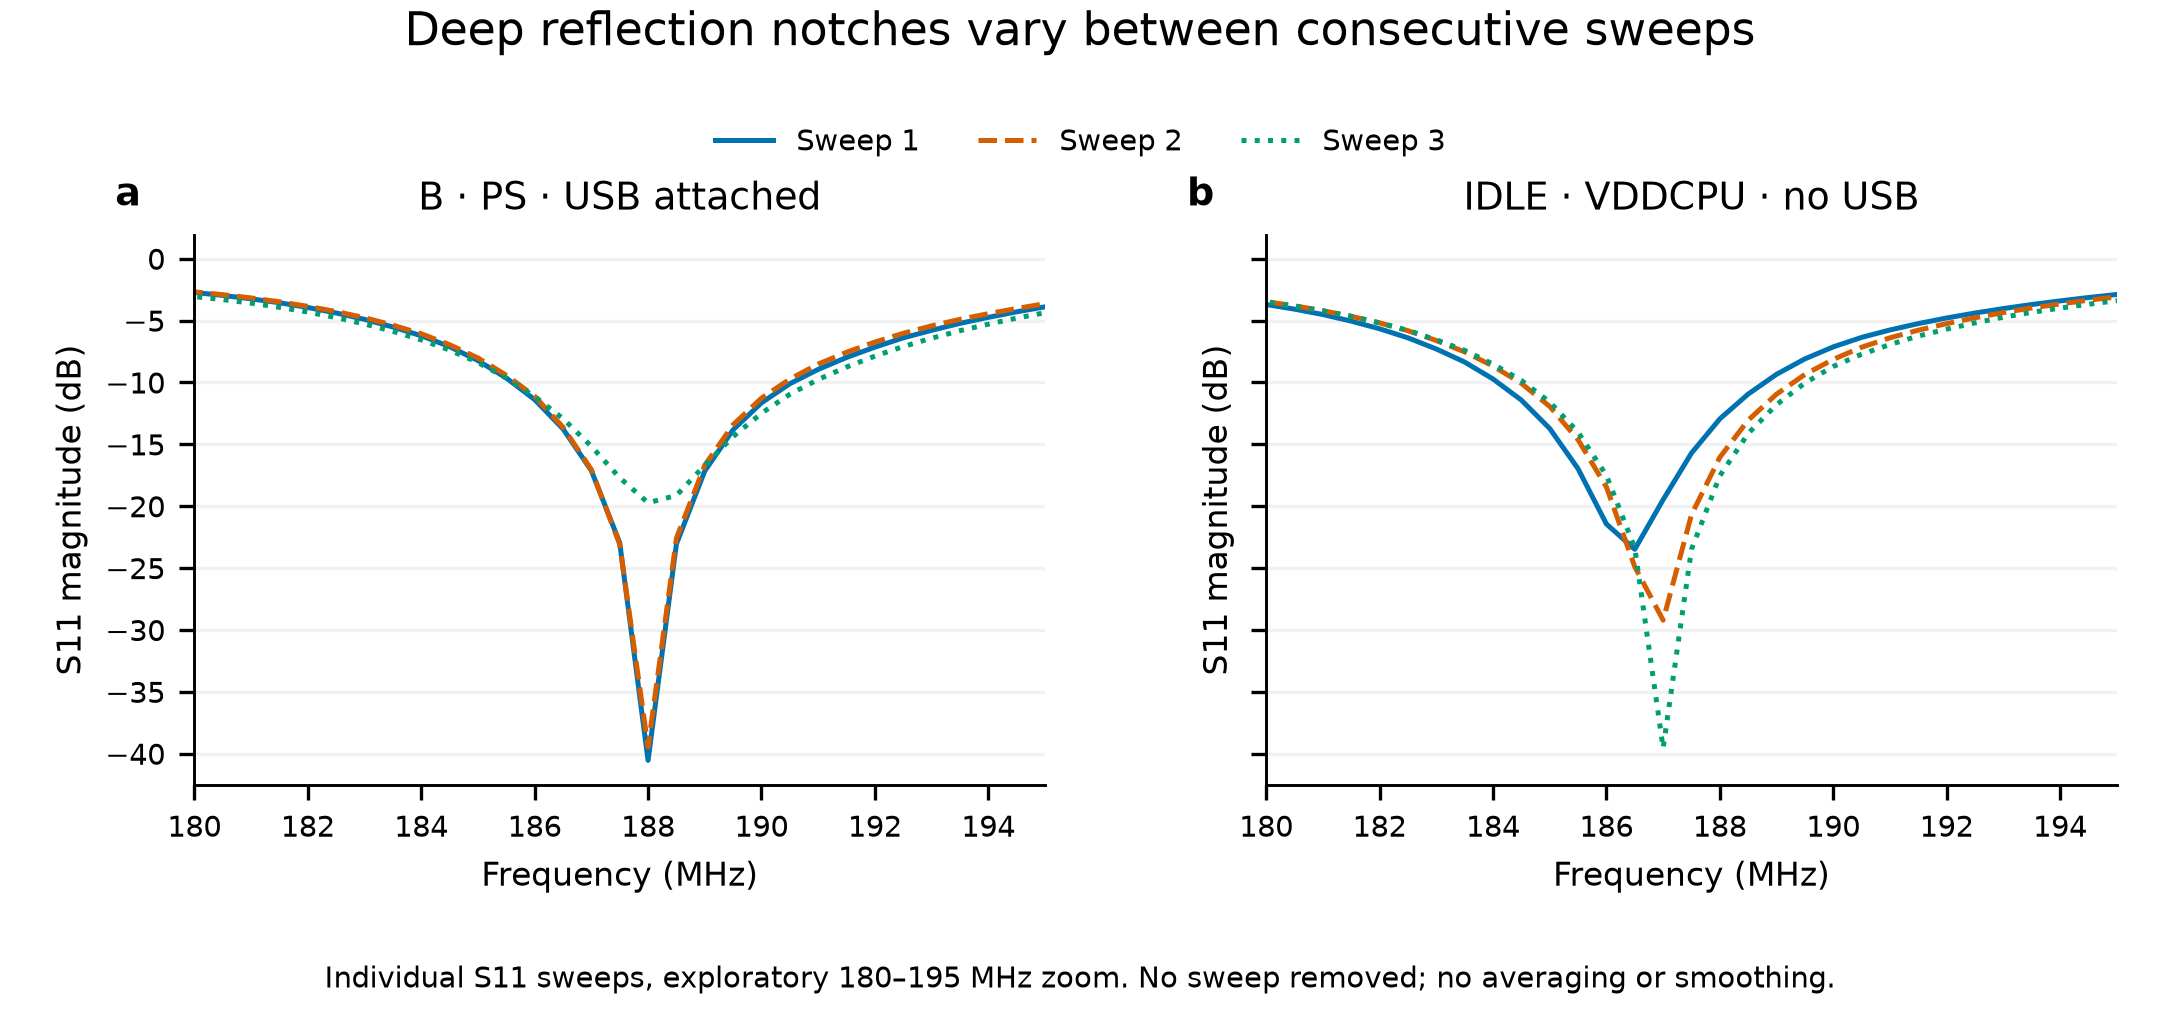 Deep reflection notches vary between consecutive sweeps
Sweep 1 Sweep 2 Sweep 3
a B · PS · USB attached
0
−5
−10
−15
−20
−25
−30
−35
−40
S11 magnitude (dB)
180 182 184 186 188 190 192 194
Frequency (MHz)
b IDLE · VDDCPU · no USB
S11 magnitude (dB)
180 182 184 186 188 190 192 194
Frequency (MHz)
Individual S11 sweeps, exploratory 180–195 MHz zoom. No sweep removed; no averaging or smoothing.